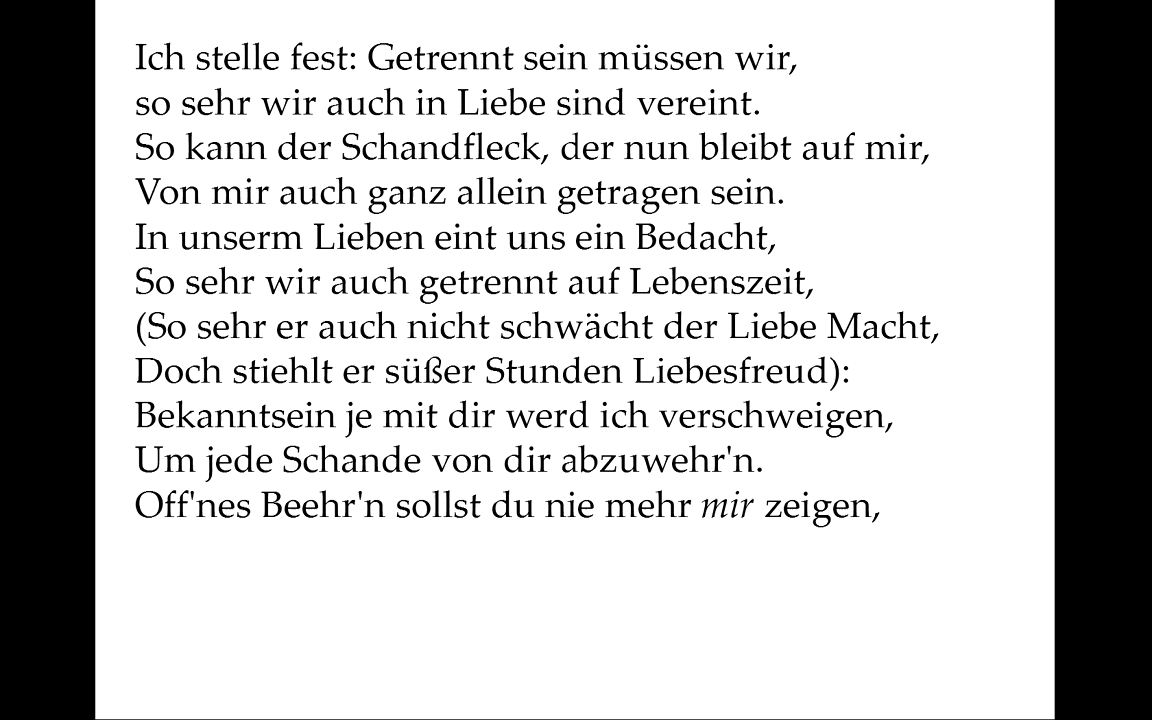 Ich stelle fest: Getrennt sein müssen wir,
so sehr wir auch in Liebe sind vereint.
So kann der Schandfleck, der nun bleibt auf mir,
Von mir auch ganz allein getragen sein.
In unserm Lieben eint uns ein Bedacht,
So sehr wir auch getrennt auf Lebenszeit,
(So sehr er auch nicht schwächt der Liebe Macht,
Doch stiehlt er süßer Stunden Liebesfreud):
Bekanntsein je mit dir werd ich verschweigen,
Um jede Schande von dir abzuwehr'n.
Off'nes Beehr'n sollst du nie mehr mir zeigen,